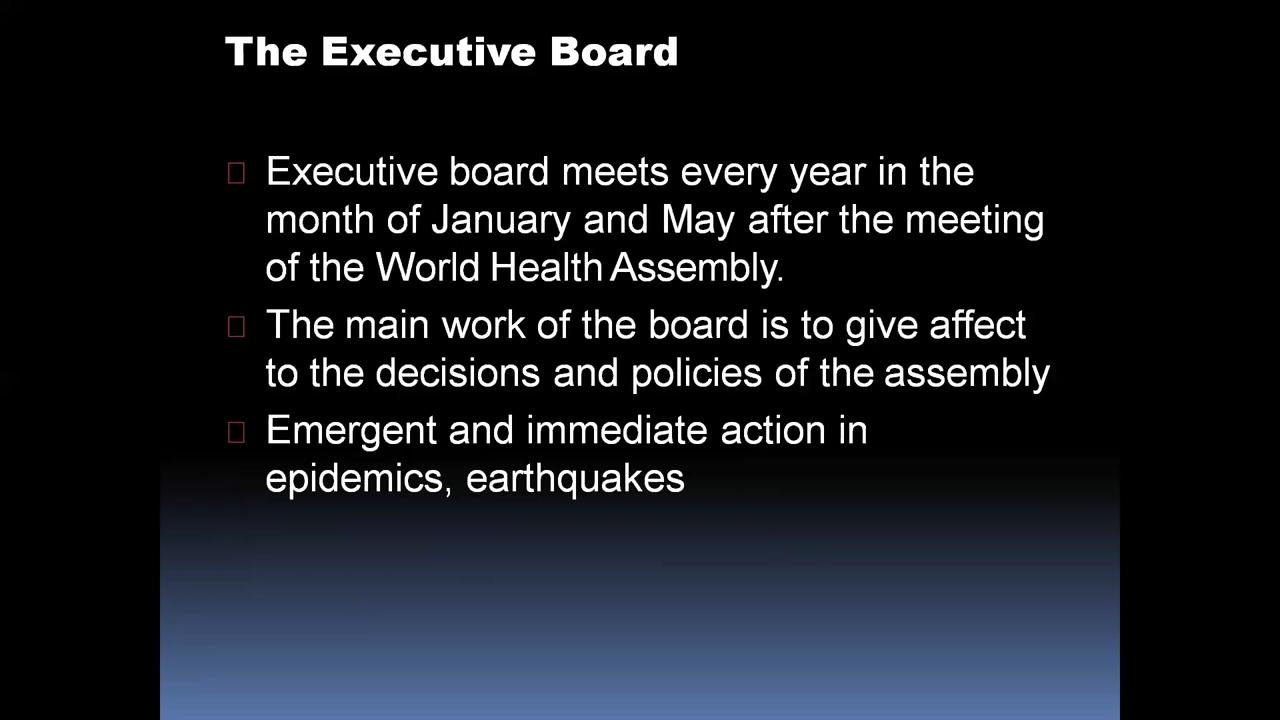 The Executive Board
Executive board meets every year in the
month of January and May after the meeting
of the World Health Assembly.
The main work of the board is to give affect
to the decisions and policies of the assembly
Emergent and immediate action in
epidemics, earthquakes